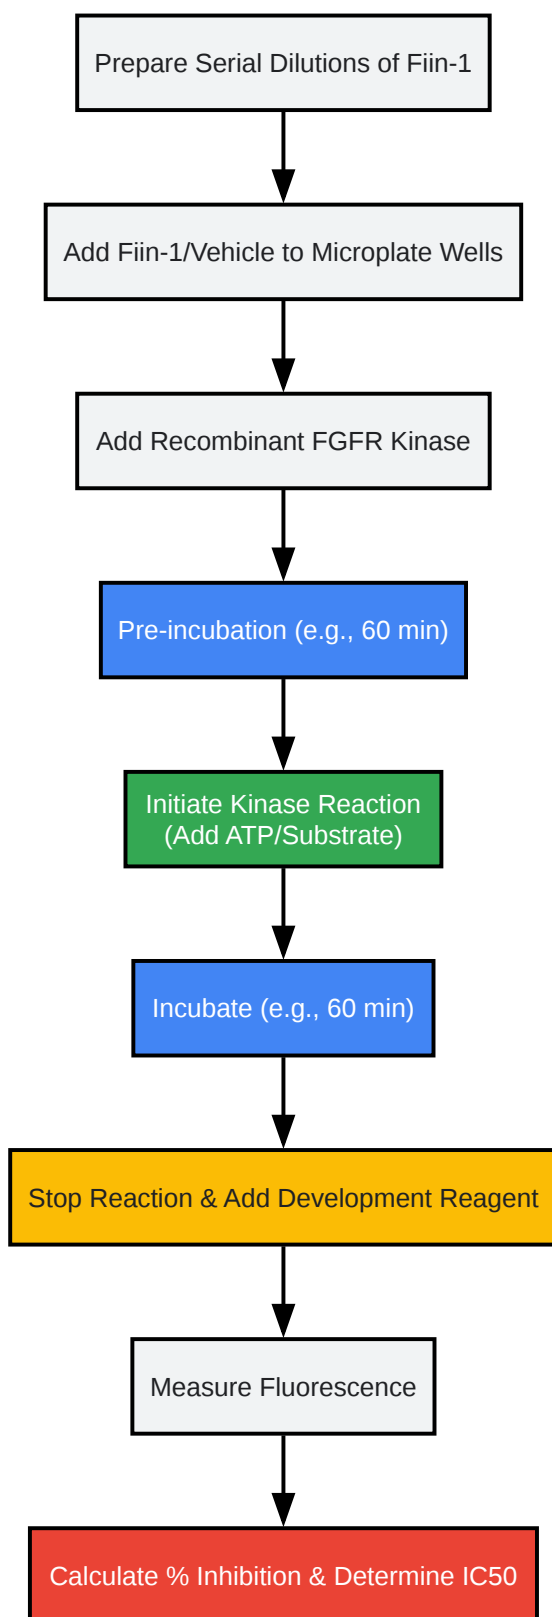 Prepare Serial Dilutions of Fiin-1
Add Fiin-1/Vehicle to Microplate Wells
Add Recombinant FGFR Kinase
Pre-incubation (e.g., 60 min)
Initiate Kinase Reaction
(Add ATP/Substrate)
Incubate (e.g., 60 min)
Stop Reaction & Add Development Reagent
Measure Fluorescence
Calculate % Inhibition & Determine IC50